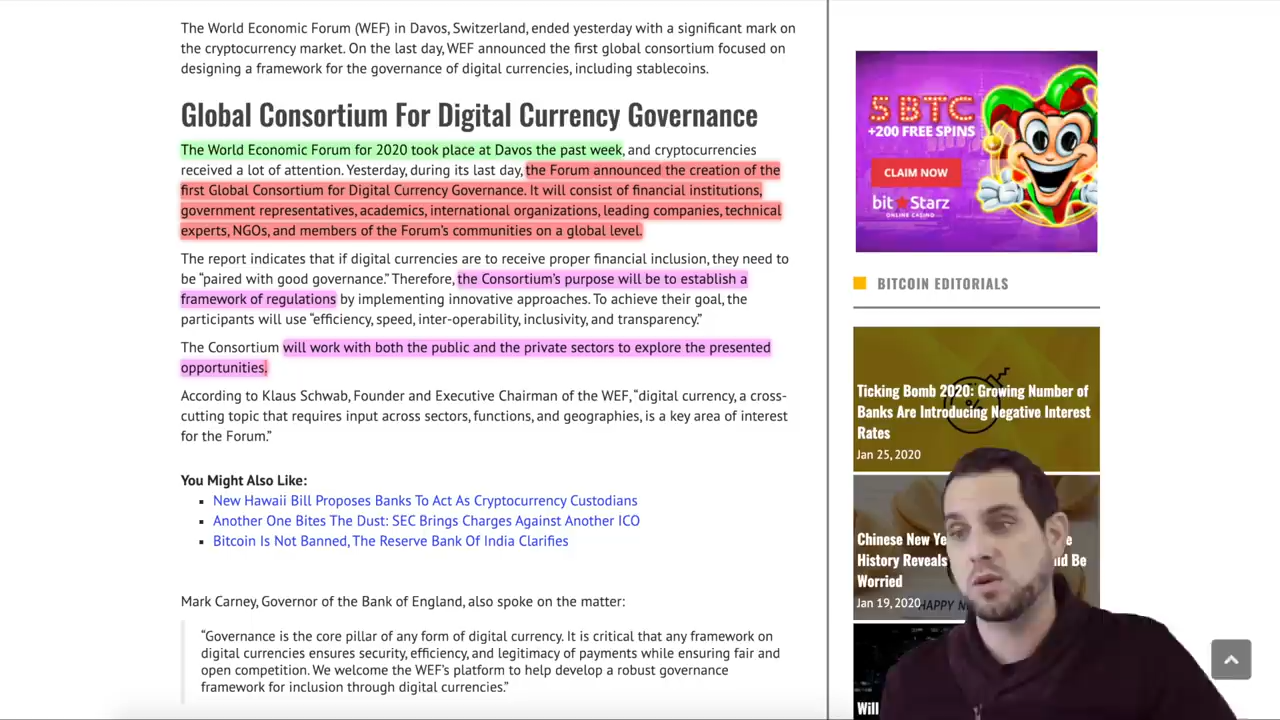 The World Economic Forum (WEF) in Davos, Switzerland, ended yesterday with a significant mark on
the cryptocurrency market. On the last day, WEF announced the first global consortium focused on
designing a framework for the governance of digital currencies, including stablecoins.
Global Consortium For Digital Currency Governance
The World Economic Forum for 2020 took place at Davos the past week, and cryptocurrencies
received a lot of attention. Yesterday, during its last day, the Forum announced the creation of the
first Global Consortium for Digital Currency Governance. It will consist of financial institutions,
government representatives, academics, international organizations, leading companies, technical
experts, NGOs, and members of the Forum's communities on a global level.
The report indicates that if digital currencies are to receive proper financial inclusion, they need to
be “paired with good governance.” Therefore, the Consortium's purpose will be to establish a
framework of regulations by implementing innovative approaches. To achieve their goal, the
participants will use “efficiency, speed, inter-operability, inclusivity, and transparency.”
The Consortium will work with both the public and the private sectors to explore the presented
opportunities.
According to Klaus Schwab, Founder and Executive Chairman of the WEF, “digital currency, a cross-
cutting topic that requires input across sectors, functions, and geographies, is a key area of interest
for the Forum.”
You Might Also Like:
New Hawaii Bill Proposes Banks To Act As Cryptocurrency Custodians
Another One Bites The Dust: SEC Brings Charges Against Another ICO
Bitcoin Is Not Banned, The Reserve Bank Of India Clarifies
Mark Carney, Governor of the Bank of England, also spoke on the matter:
“Governance is the core pillar of any form of digital currency. It is critical that any framework on
digital currencies ensures security, efficiency, and legitimacy of payments while ensuring fair and
open competition. We welcome the WEF's platform to help develop a robust governance
framework for inclusion through digital currencies.”
5 BTC
+200 FREE SPINS
CLAIM NOW
bitStarz
ONLINE CASINO
BITCOIN EDITORIALS
Ticking Bomb 2020: Growing Number of
Banks Are Introducing Negative Interest
Rates
Jan 25, 2020
Chinese New
History Reveals Be
Worried
Jan 19, 2020
HAPPY
Will